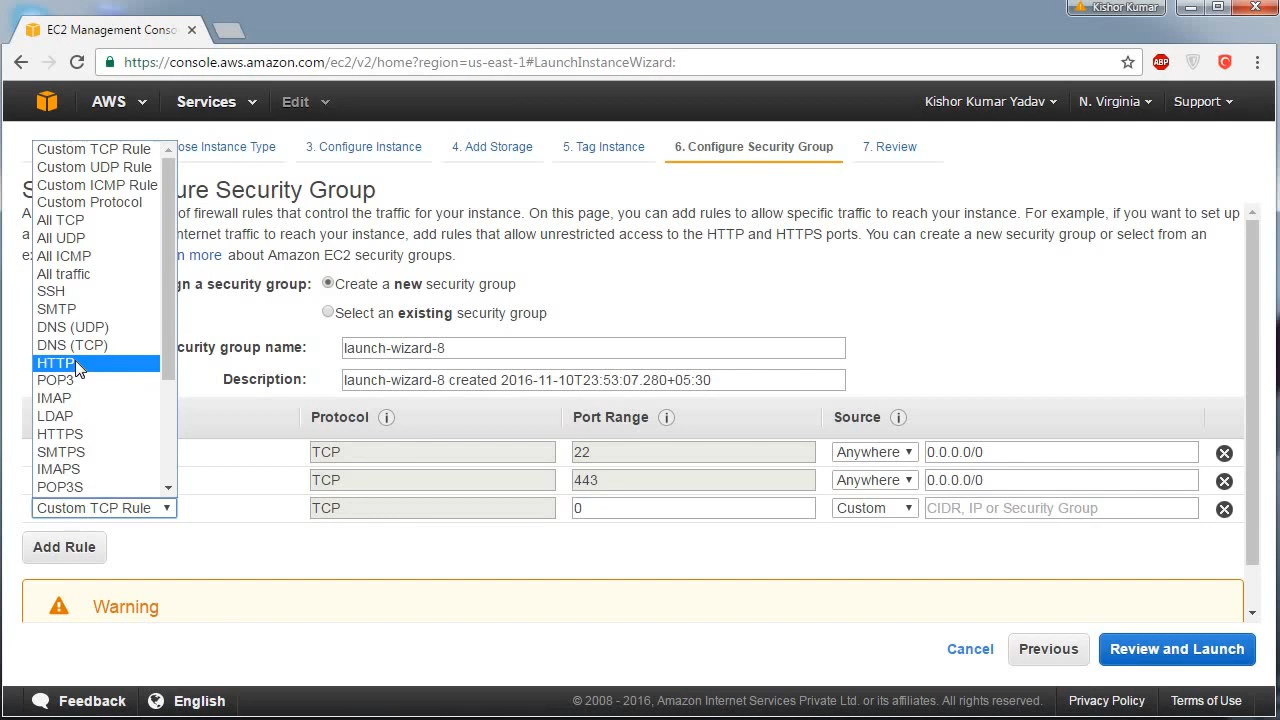 Kishor Kumar
EC2 Management Conso
https://console.aws.amazon.com/ec2/v2/home?region=us-east-1#LaunchInstanceWizard:
ABP
AWS Services Edit Kishor Kumar Yadav N. Virginia Support
ose Instance Type 3. Configure Instance 4. Add Storage 5. Tag Instance 6. Configure Security Group 7. Review
S ure Security Group
A of firewall rules that control the traffic for your instance. On this page, you can add rules to allow specific traffic to reach your instance. For example, if you want to set up
a nternet traffic to reach your instance, add rules that allow unrestricted access to the HTTP and HTTPS ports. You can create a new security group or select from an
ex n more about Amazon EC2 security groups.
gn a security group: Create a new security group
Select an existing security group
curity group name: launch-wizard-8
Description: launch-wizard-8 created 2016-11-10T23:53:07.280+05:30
Custom TCP Rule
Custom UDP Rule
Custom ICMP Rule
Custom Protocol
All TCP
All UDP
All ICMP
All traffic
SSH
SMTP
DNS (UDP)
DNS (TCP)
HTTP
POP3
IMAP
LDAP
HTTPS
SMTPS
IMAPS
POP3S
Protocol Port Range Source
TCP 22 Anywhere 0.0.0.0/0
TCP 443 Anywhere 0.0.0.0/0
Custom TCP Rule TCP 0 Custom CIDR, IP or Security Group
Add Rule
Warning
Cancel Previous Review and Launch
Feedback English © 2008 - 2016, Amazon Internet Services Private Ltd. or its affiliates. All rights reserved. Privacy Policy Terms of Use